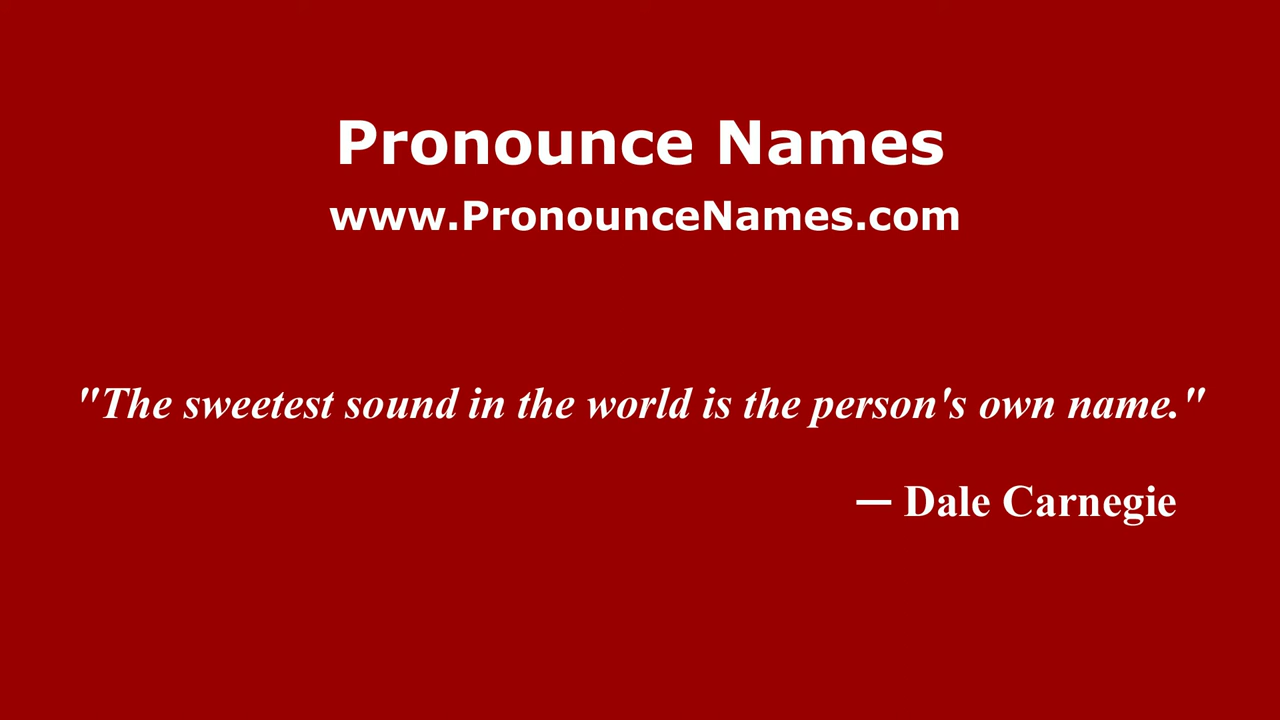 Pronounce Names
www.PronounceNames.com
"The sweetest sound in the world is the person's own name."
— Dale Carnegie